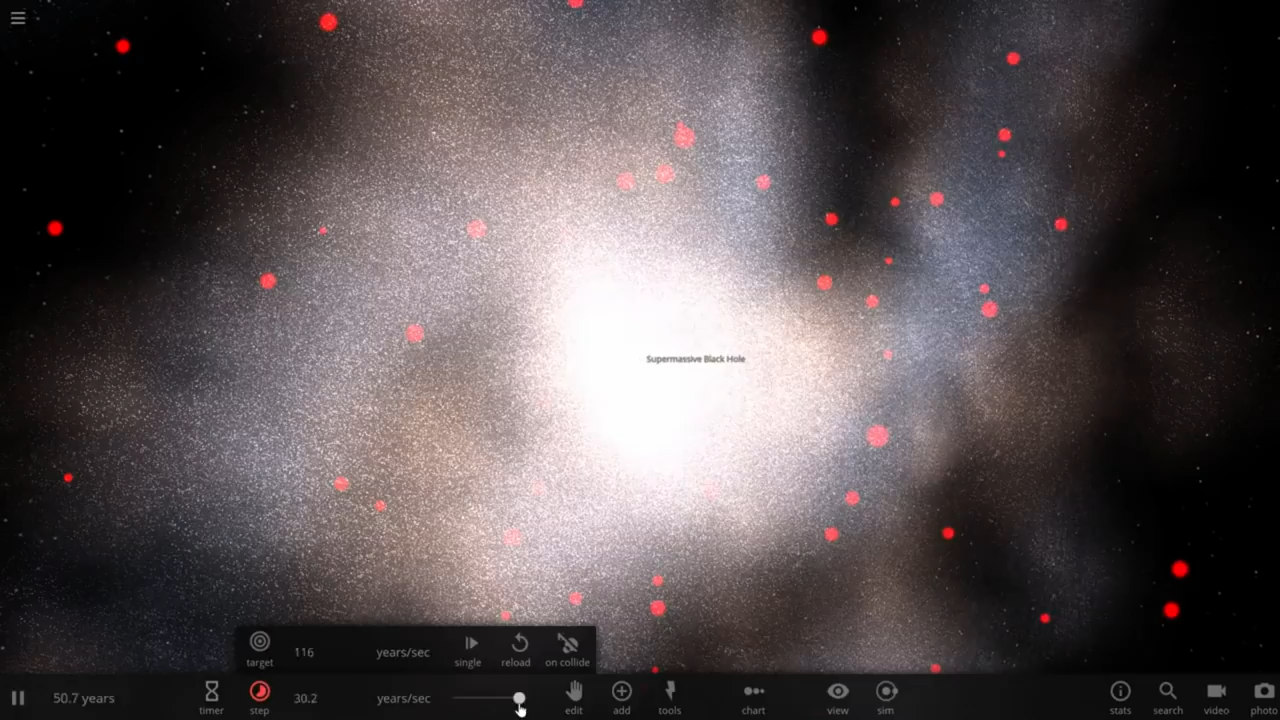 Supermassive Black Hole
target 116 years/sec single reload on collide
50.7 years timer step 30.2 years/sec edit add tools chart view sim stats search video photo